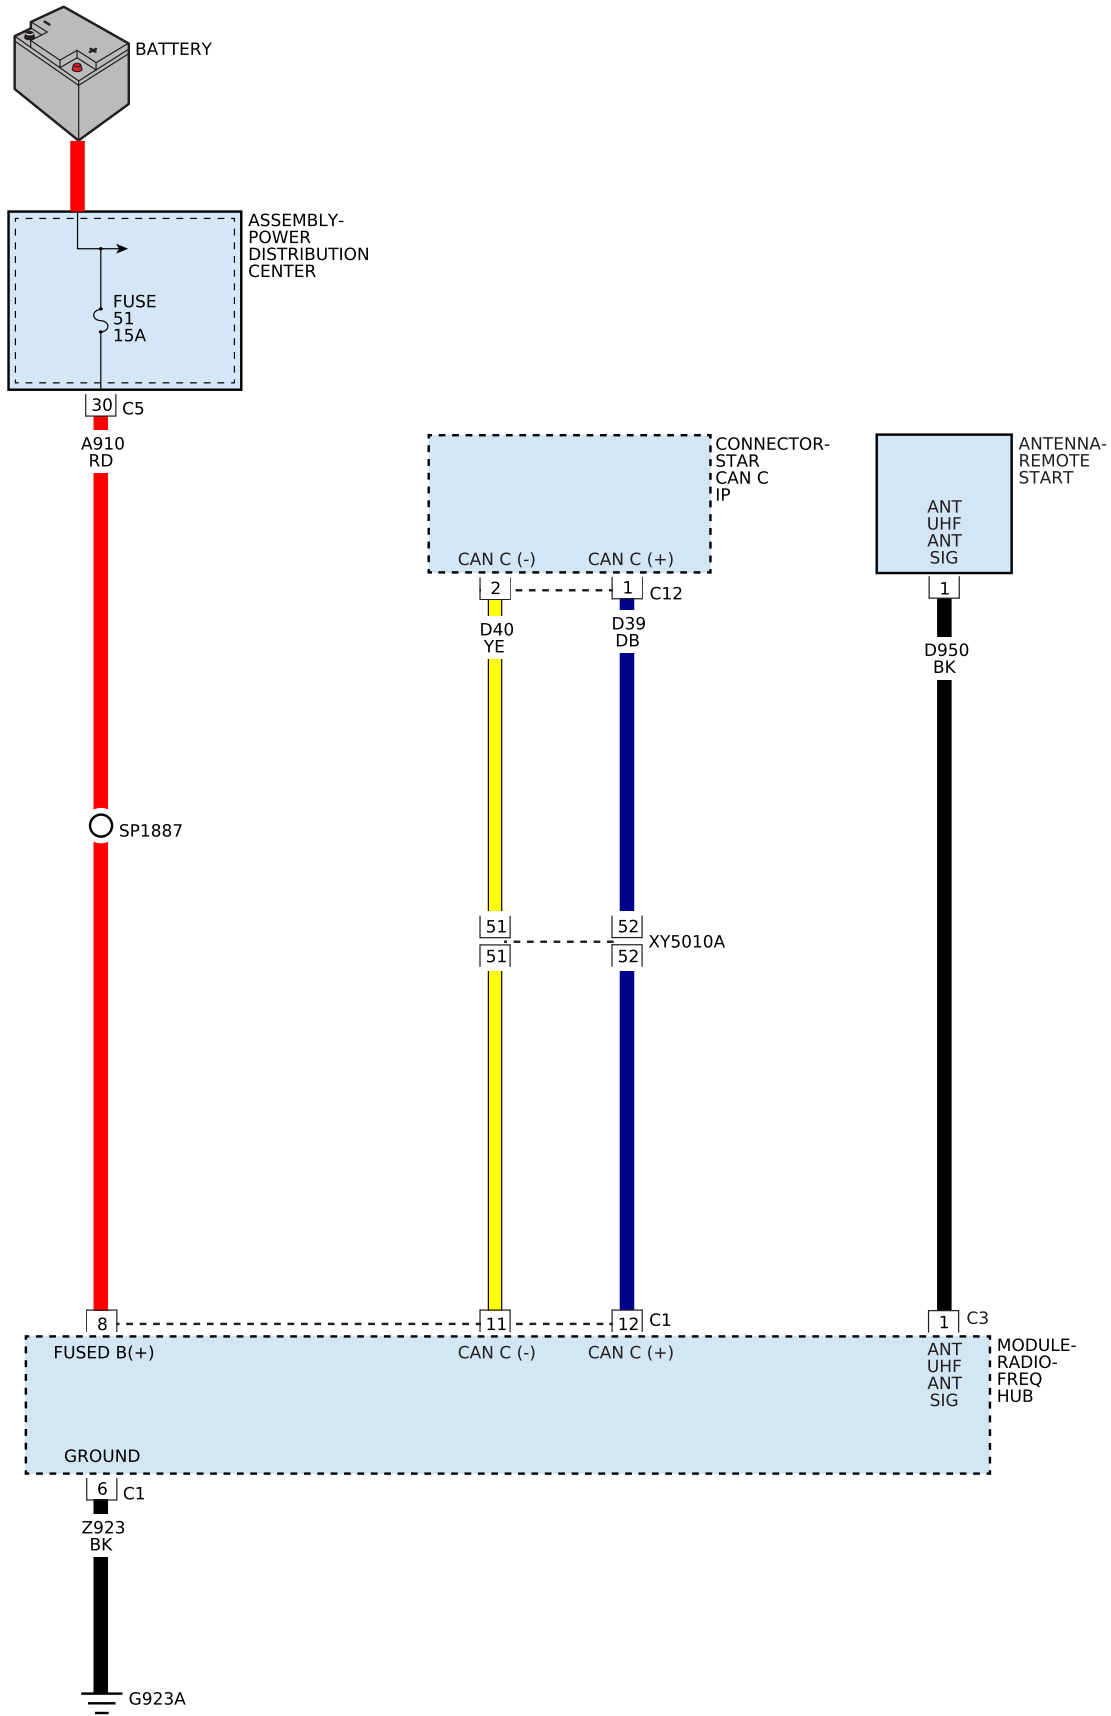 BATTERY
ASSEMBLY-
POWER
DISTRIBUTION
CENTER
FUSE
51
15A
30 C5
A910
RD
CONNECTOR-
STAR
CAN C
IP
CAN C (-) CAN C (+)
2 1 C12
D40
YE
D39
DB
ANTENNA-
REMOTE
START
ANT
UHF
ANT
SIG
1
D950
BK
SP1887
51 52
XY5010A
51 52
8 11 12 C1
1 C3
FUSED B(+) CAN C (-) CAN C (+)
ANT
UHF
ANT
SIG
MODULE-
RADIO-
FREQ
HUB
GROUND
6 C1
Z923
BK
G923A